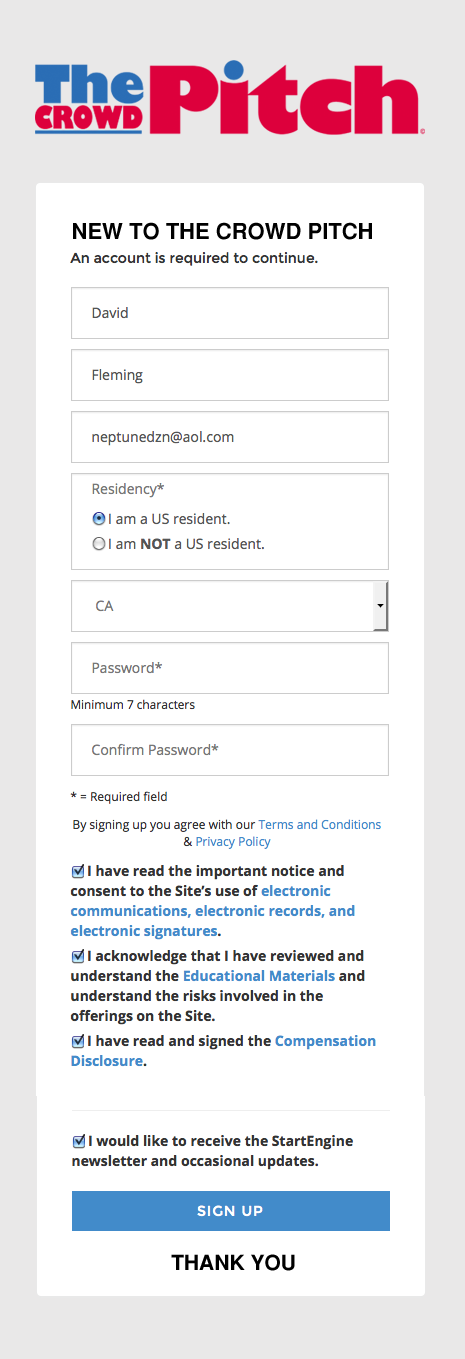 The
CROWD
Pitch
©
NEW TO THE CROWD PITCH
An account is required to continue.
David
Fleming
neptunedzn@aol.com
Residency*
I am a US resident.
I am NOT a US resident.
CA
Password*
Minimum 7 characters
Confirm Password*
* = Required field
By signing up you agree with our Terms and Conditions
& Privacy Policy
I have read the important notice and
consent to the Site's use of electronic
communications, electronic records, and
electronic signatures.
I acknowledge that I have reviewed and
understand the Educational Materials and
understand the risks involved in the
offerings on the Site.
I have read and signed the Compensation
Disclosure.
I would like to receive the StartEngine
newsletter and occasional updates.
SIGN UP
THANK YOU